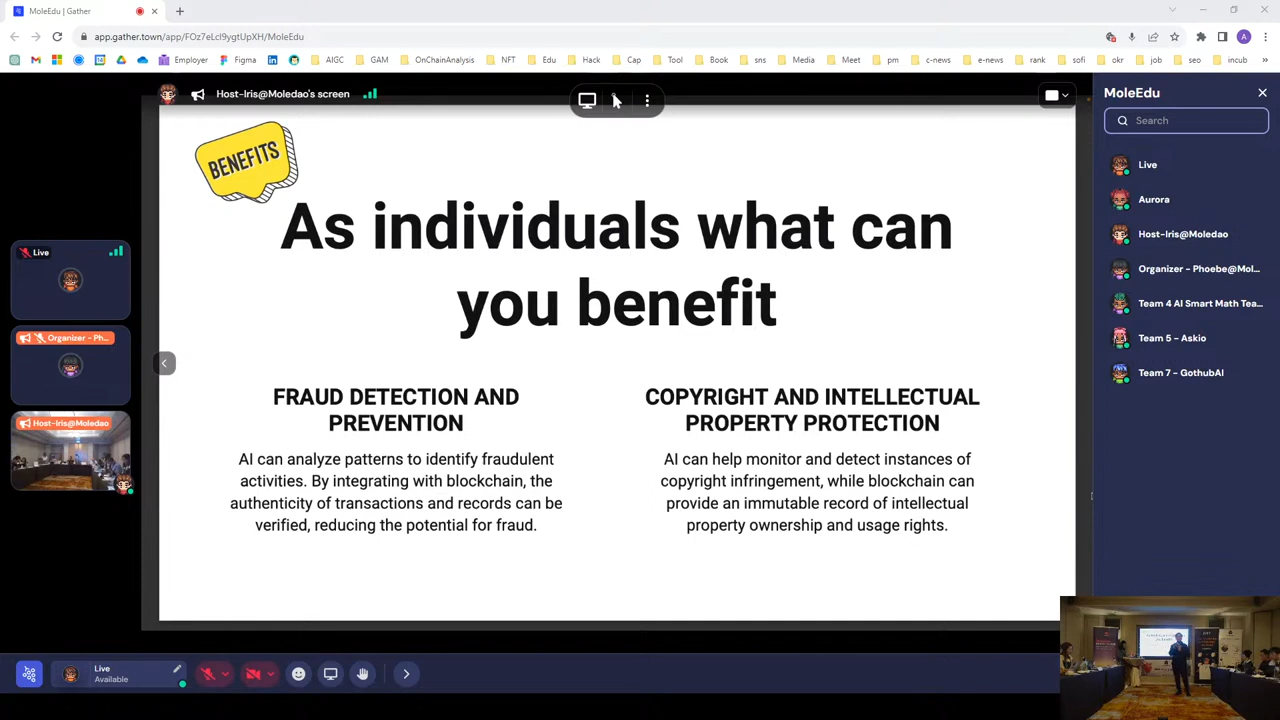 MoleEdu | Gather
app.gather.town/app/FOz7eLcl9ygtUpXH/MoleEdu
Employer
Figma
AIGC
GAM
OnChainAnalysis
NFT
Edu
Hack
Cap
Tool
Book
sns
Media
Meet
pm
c-news
e-news
rank
sofi
okr
job
seo
incub
A
Host-Iris@Moledao's screen
MoleEdu
Search
Live
Aurora
Host-Iris@Moledao
Organizer - Phoebe@Mol...
Team 4 AI Smart Math Tea...
Team 5 - Askio
Team 7 - GothubAI
Live
Organizer - Ph...
Host-Iris@Moledao
BENEFITS
As individuals what can
you benefit
FRAUD DETECTION AND
PREVENTION
AI can analyze patterns to identify fraudulent
activities. By integrating with blockchain, the
authenticity of transactions and records can be
verified, reducing the potential for fraud.
COPYRIGHT AND INTELLECTUAL
PROPERTY PROTECTION
AI can help monitor and detect instances of
copyright infringement, while blockchain can
provide an immutable record of intellectual
property ownership and usage rights.
Live
Available